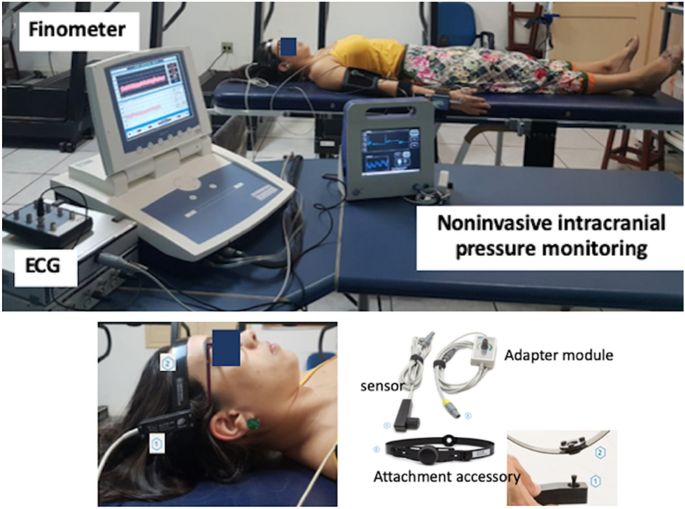 Finometer
ECG
Noninvasive intracranial
pressure monitoring
2
1
sensor
Adapter module
Attachment accessory
2
1